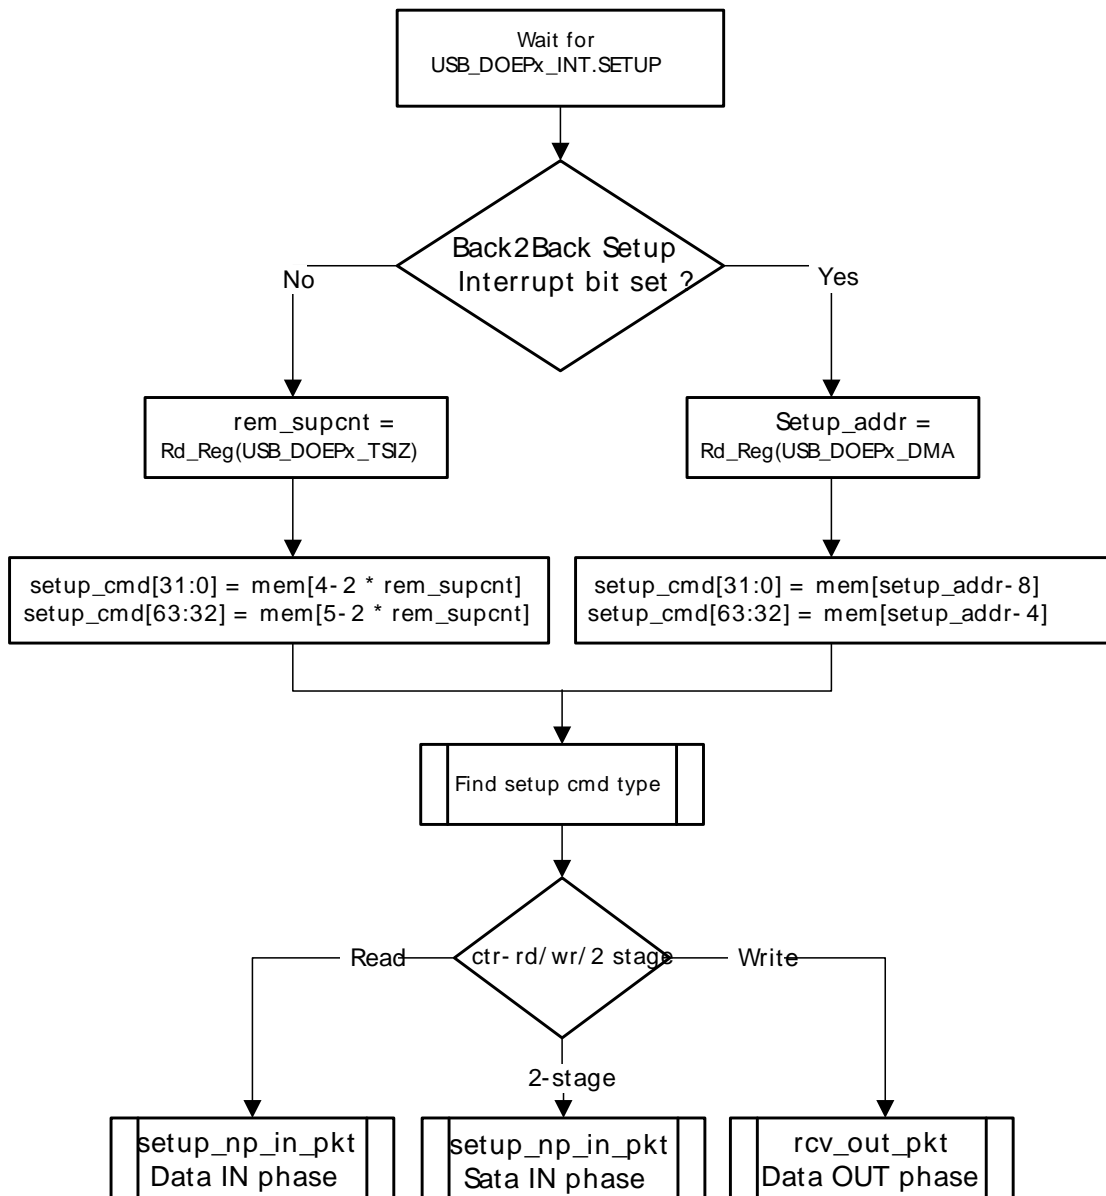 Wait for
USB_DOEPx_INT.SETUP
Back2Back Setup
Interrupt bit set ?
No
Yes
rem_supcnt =
Rd_Reg(USB_DOEPx_TSIZ)
Setup_addr =
Rd_Reg(USB_DOEPx_DMA
setup_cmd[31:0] = mem[4-2 * rem_supcnt]
setup_cmd[63:32] = mem[5-2 * rem_supcnt]
setup_cmd[31:0] = mem[setup_addr-8]
setup_cmd[63:32] = mem[setup_addr-4]
Find setup cmd type
Read
ctr-rd/wr/2 stage
Write
2-stage
setup_np_in_pkt
Data IN phase
setup_np_in_pkt
Sata IN phase
rcv_out_pkt
Data OUT phase